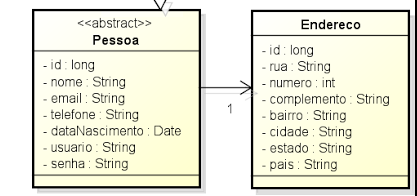 <<abstract>>
Pessoa
- id : long
- nome : String
- email : String
- telefone : String
- dataNascimento : Date
- usuario : String
- senha : String
1
Endereco
- id : long
- rua : String
- numero : int
- complemento : String
- bairro : String
- cidade : String
- estado : String
- pais : String